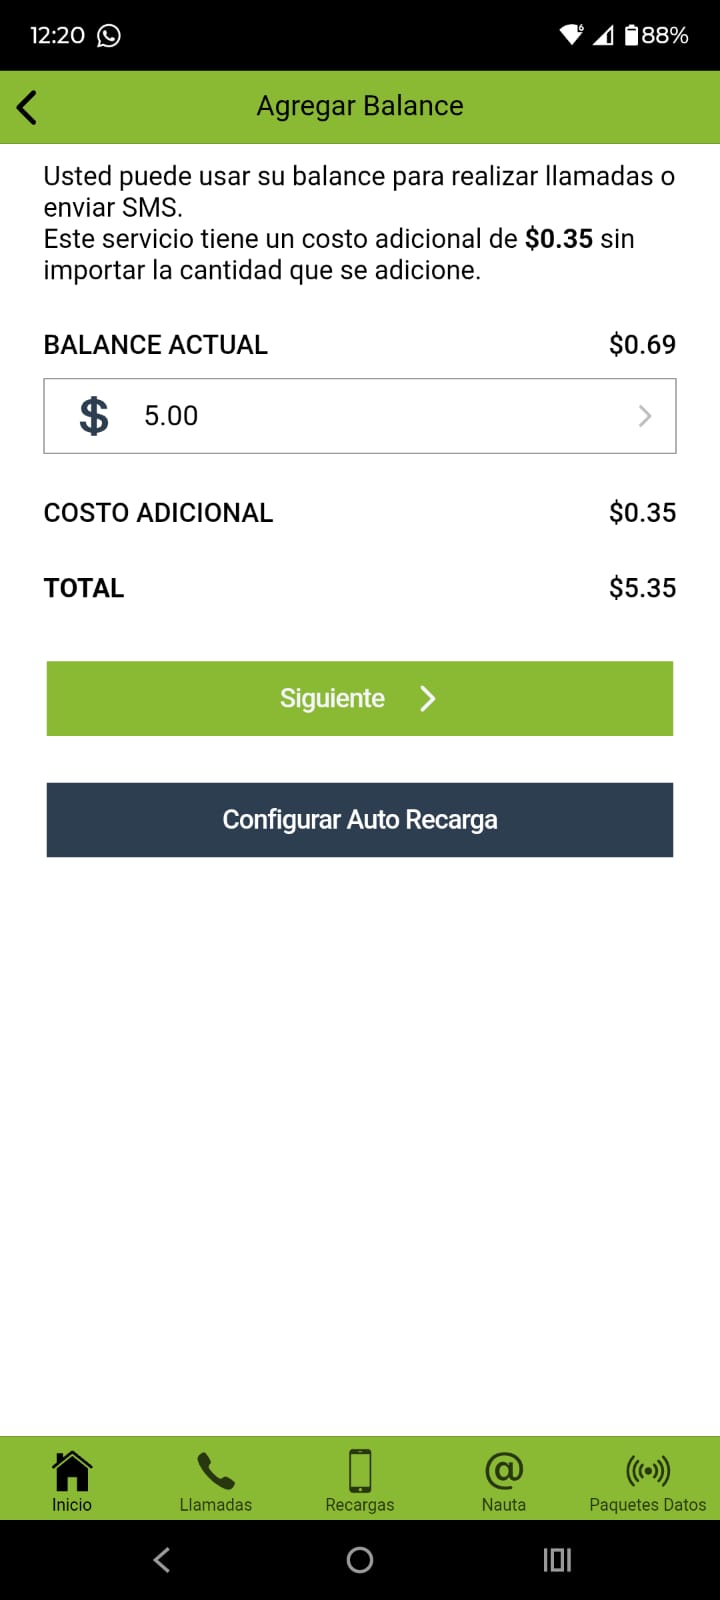 12:20
88%
Agregar Balance
Usted puede usar su balance para realizar llamadas o
enviar SMS.
Este servicio tiene un costo adicional de $0.35 sin
importar la cantidad que se adicione.
BALANCE ACTUAL $0.69
$ 5.00
COSTO ADICIONAL $0.35
TOTAL $5.35
Siguiente
Configurar Auto Recarga
Inicio Llamadas Recargas Nauta Paquetes Datos